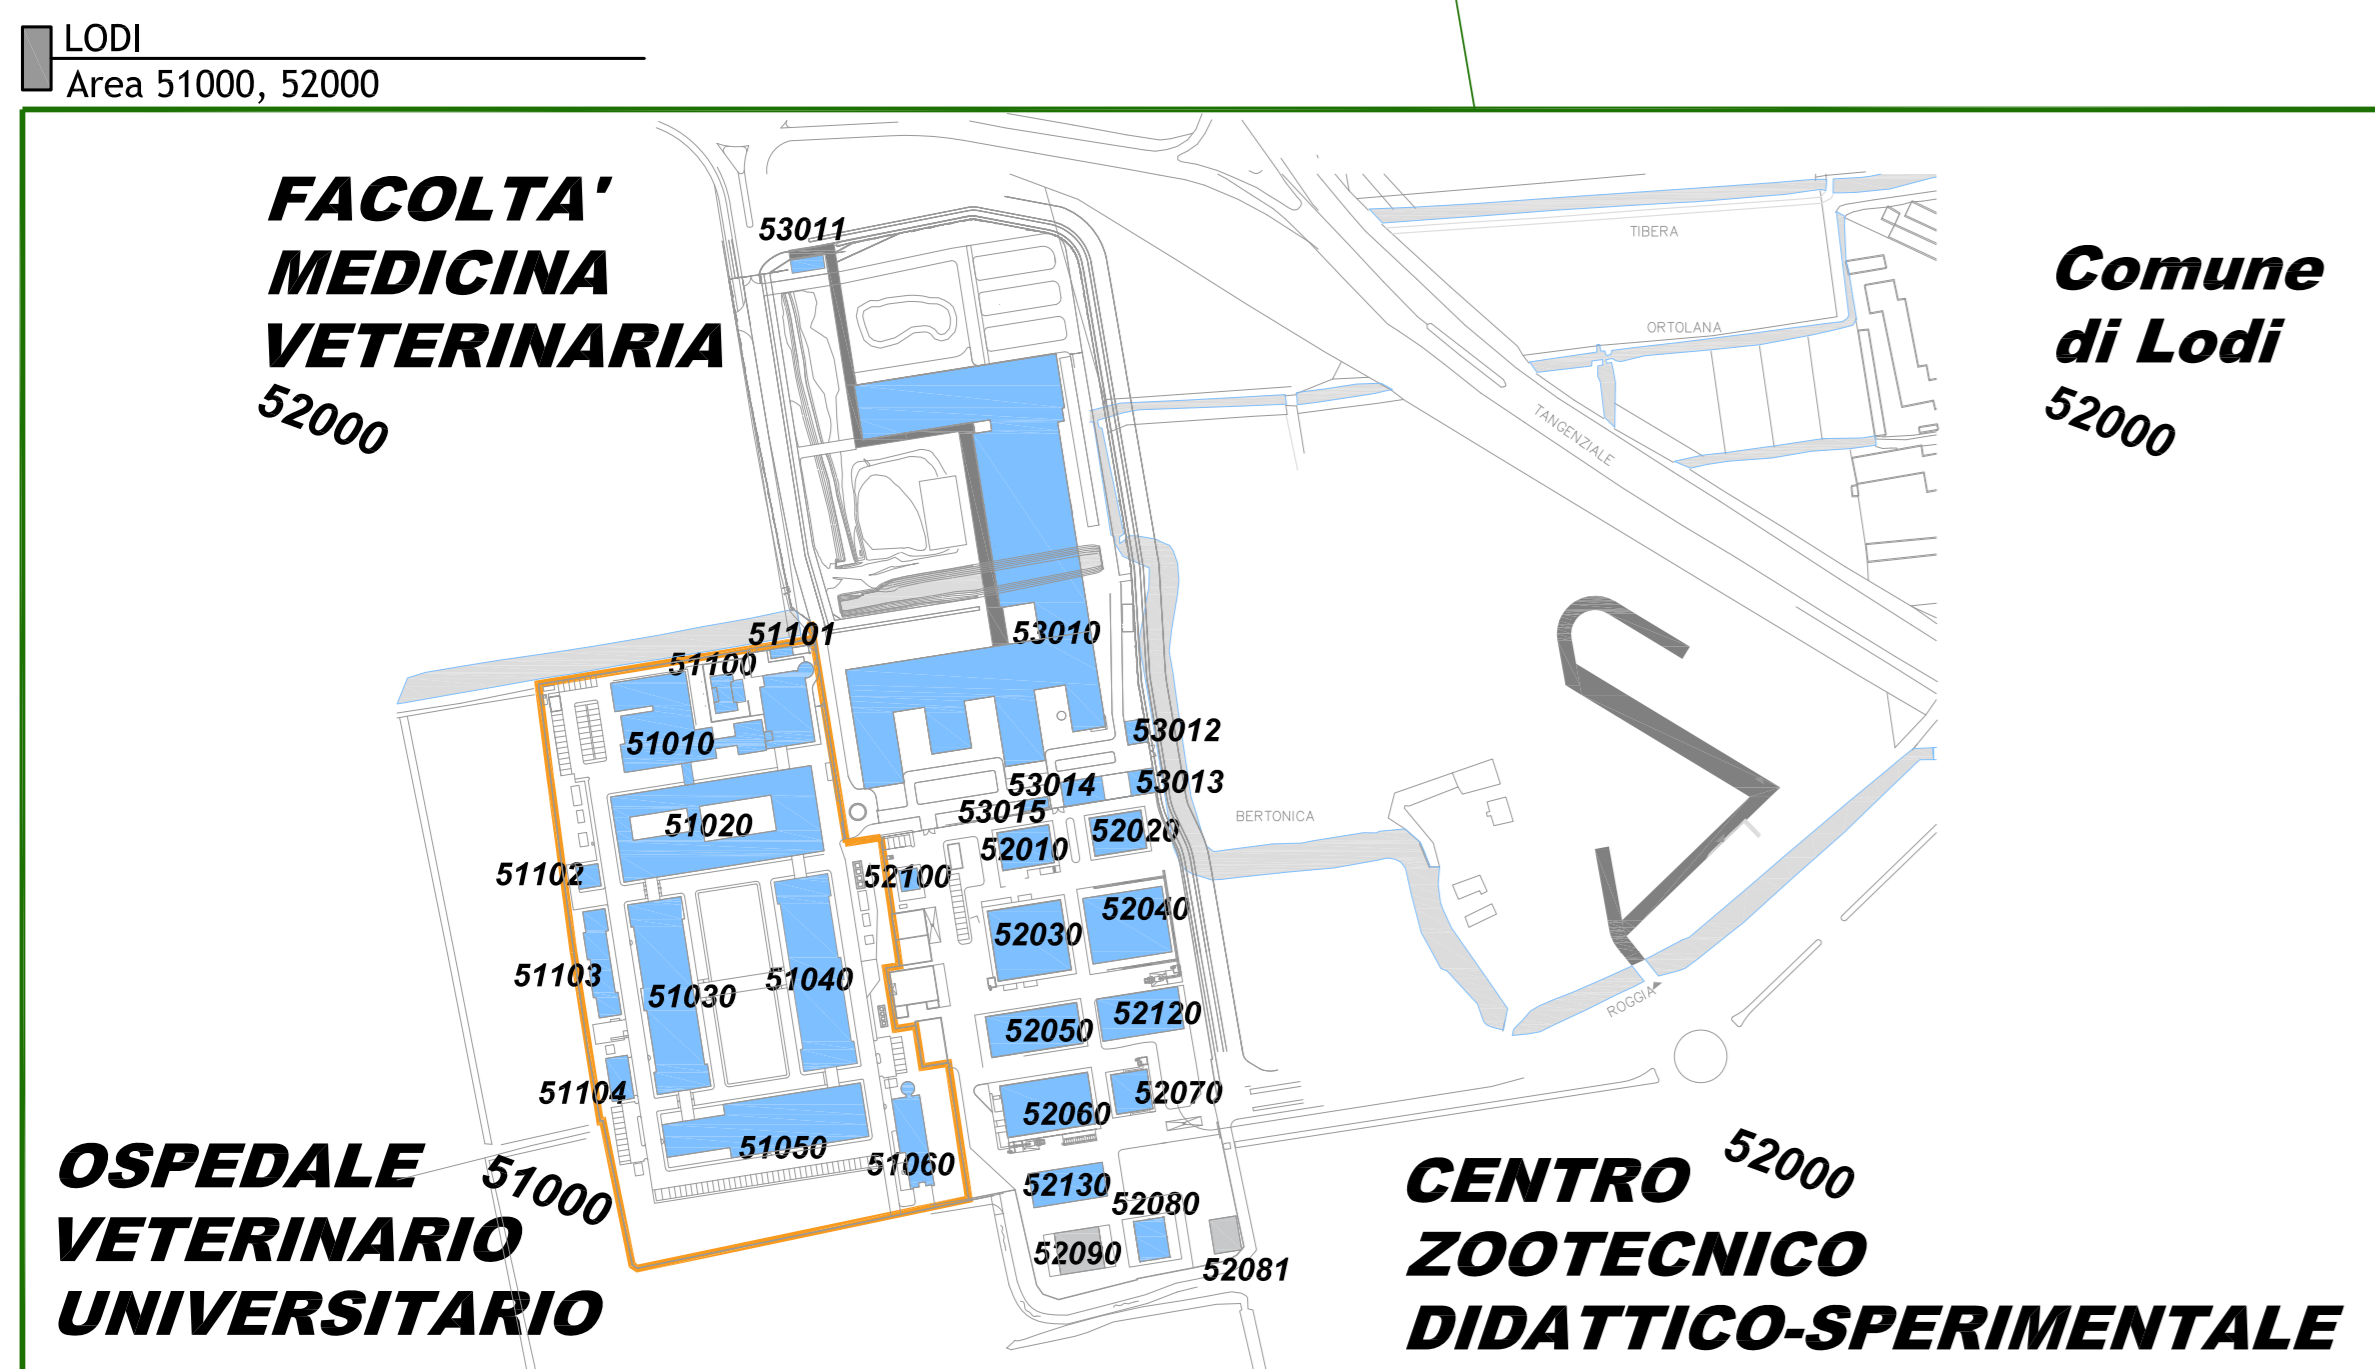 LODI
Area 51000, 52000
FACOLTA'
MEDICINA
VETERINARIA
52000
Comune
di Lodi
52000
TIBERA
ORTOLANA
TANGENZIALE
BERTONICA
ROGGIA
53011
51101
51100
53010
51010
53012
53013
53014
53015
51020
52020
52010
51102
52100
52040
52030
51103
51040
51030
52120
52050
51104
52070
52060
51050
51060
52130
52080
52090
52081
OSPEDALE
VETERINARIO
UNIVERSITARIO
51000
CENTRO
ZOOTECNICO
DIDATTICO-SPERIMENTALE
52000